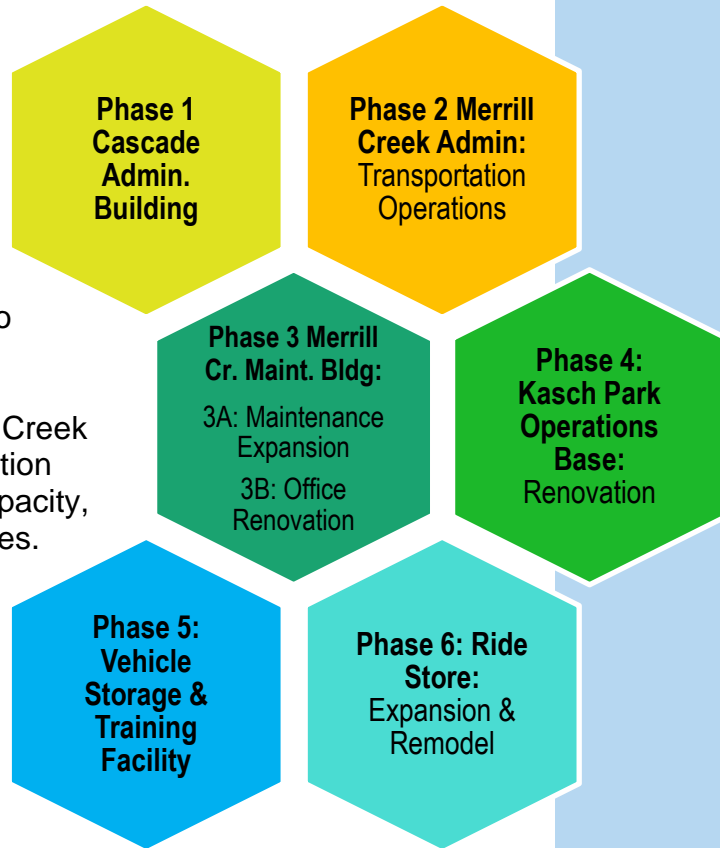 Phase 1
Cascade
Admin.
Building
Phase 2 Merrill
Creek Admin:
Transportation
Operations
o
Creek
tion
pacity,
es.
Phase 3 Merrill
Cr. Maint. Bldg:
3A: Maintenance
Expansion
3B: Office
Renovation
Phase 4:
Kasch Park
Operations
Base:
Renovation
Phase 5:
Vehicle
Storage &
Training
Facility
Phase 6: Ride
Store:
Expansion &
Remodel